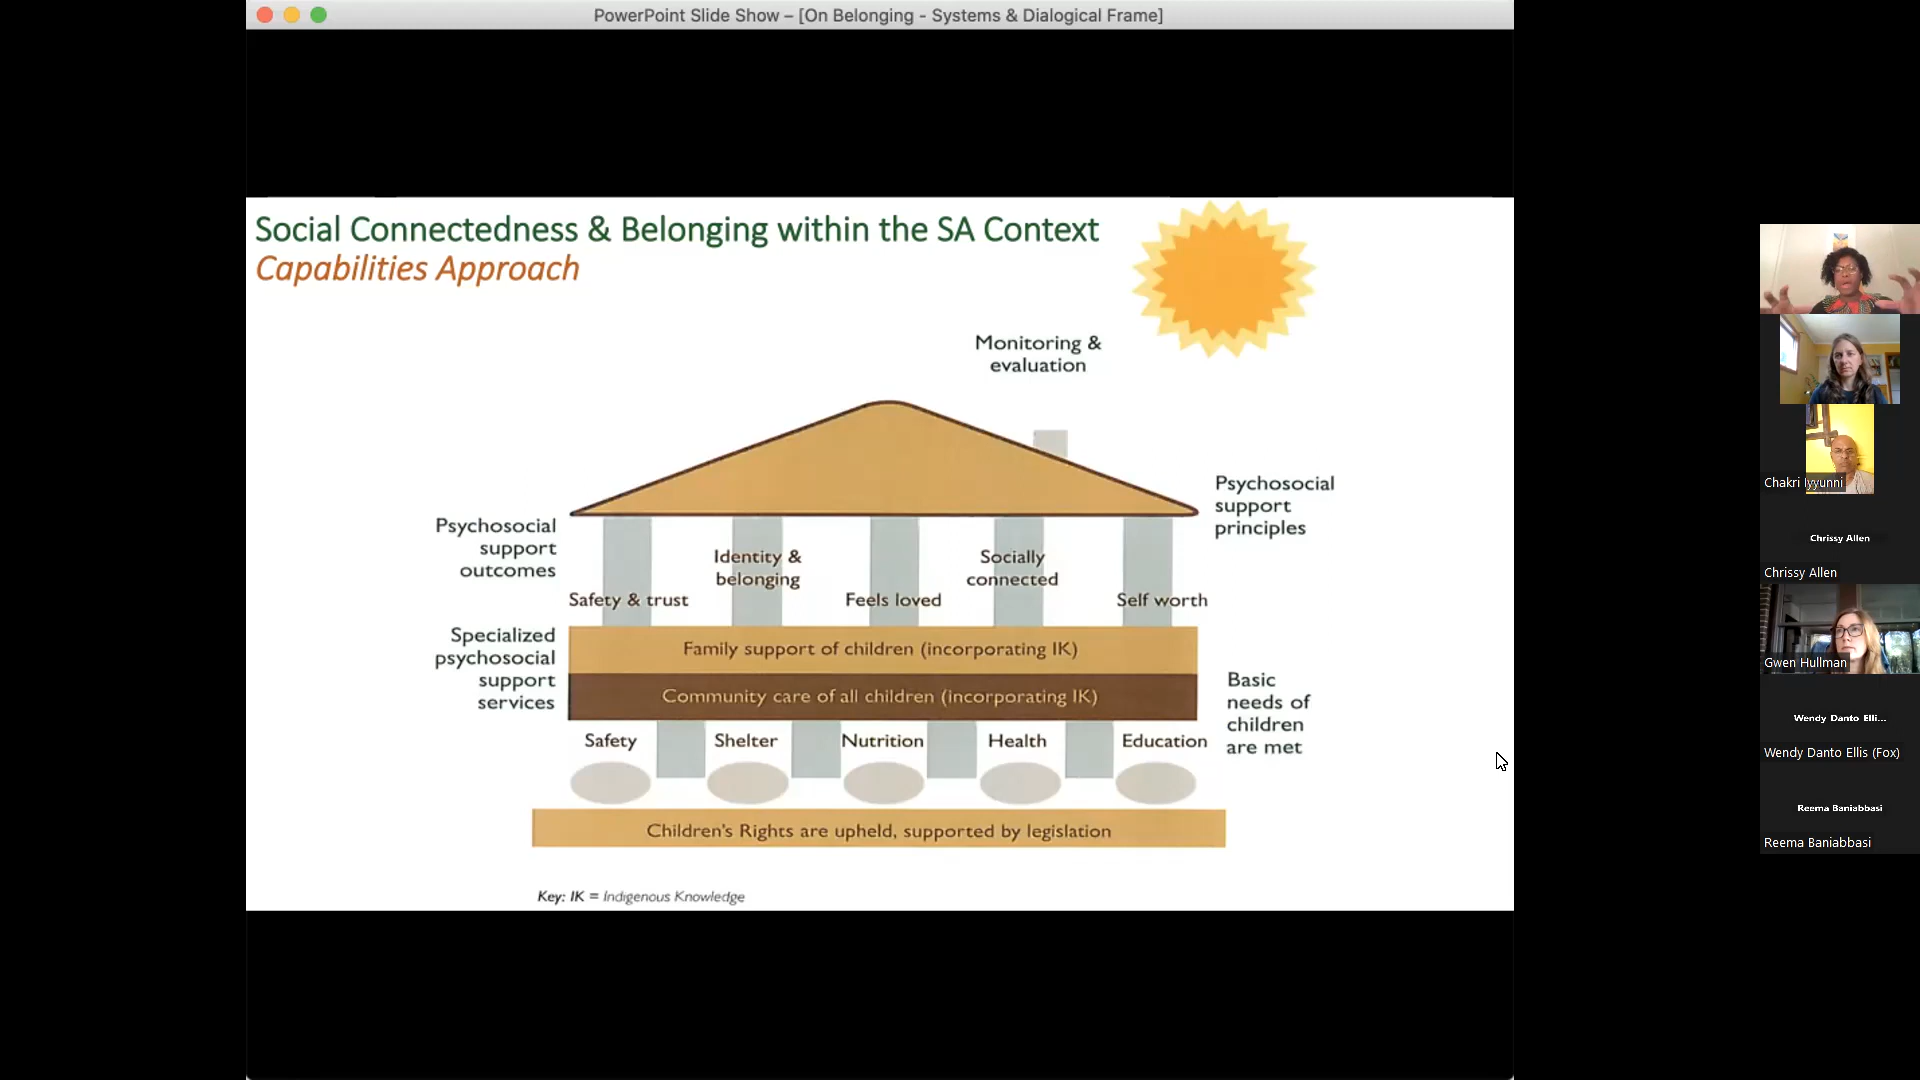 PowerPoint Slide Show – [On Belonging - Systems & Dialogical Frame]
Social Connectedness & Belonging within the SA Context
Capabilities Approach
Monitoring &
evaluation
Psychosocial
support
principles
Psychosocial
support
outcomes
Identity &
belonging
Socially
connected
Safety & trust
Feels loved
Self worth
Specialized
psychosocial
support
services
Family support of children (incorporating IK)
Community care of all children (incorporating IK)
Basic
needs of
children
are met
Safety
Shelter
Nutrition
Health
Education
Children's Rights are upheld, supported by legislation
Key: IK = Indigenous Knowledge
Chakri Iyyunni
Chrissy Allen
Chrissy Allen
Gwen Hullman
Wendy Danto Elli...
Wendy Danto Ellis (Fox)
Reema Baniabbasi
Reema Baniabbasi